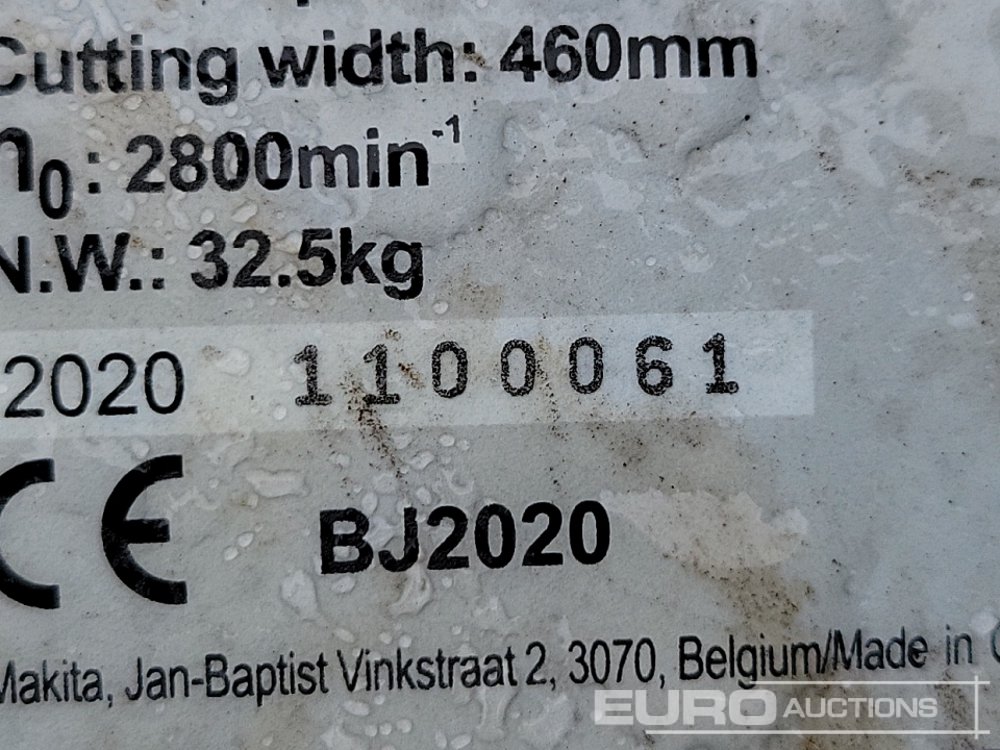 Cutting width: 460mm
n₀: 2800min⁻¹
N.W.: 32.5kg
2020 1100061
CE BJ2020
Makita, Jan-Baptist Vinkstraat 2, 3070, Belgium/Made in
EURO AUCTIONS